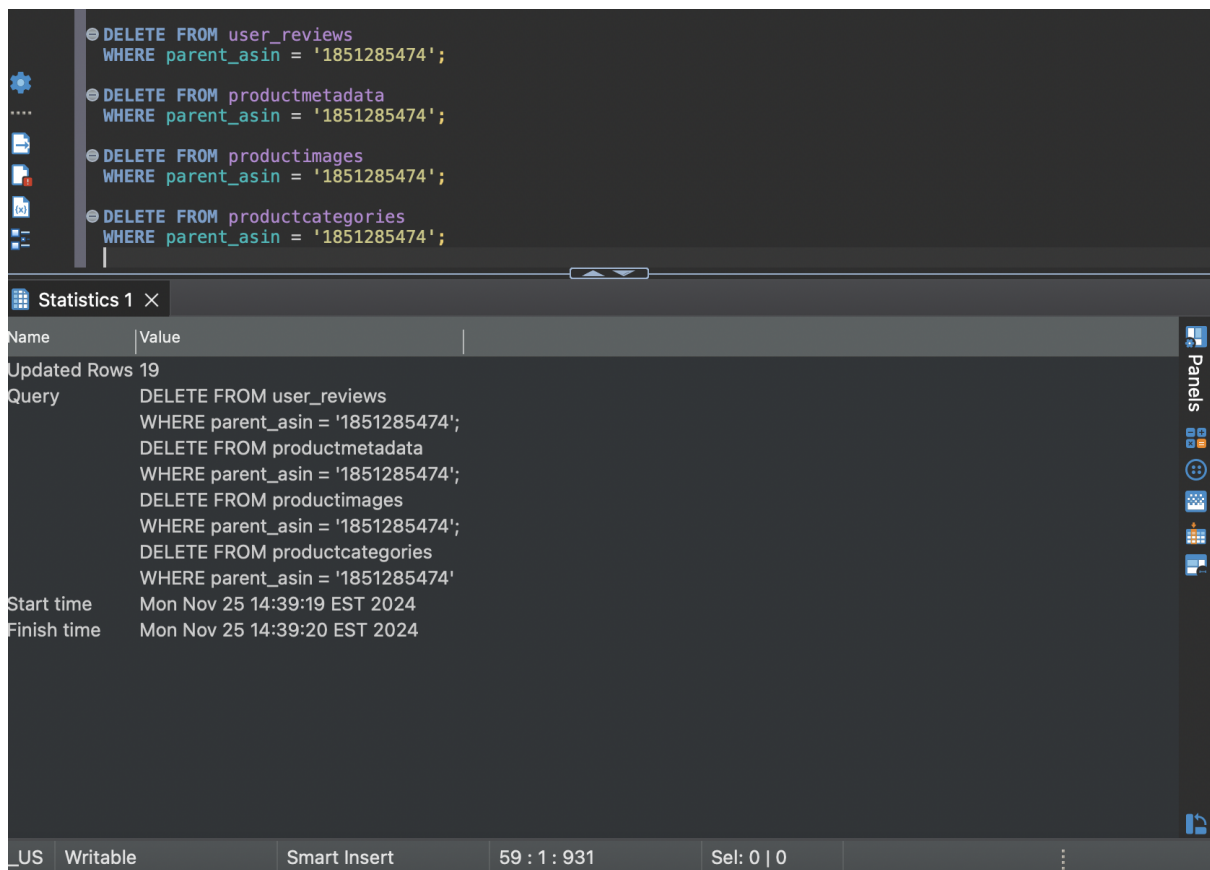 DELETE FROM user_reviews
WHERE parent_asin = '1851285474';
DELETE FROM productmetadata
WHERE parent_asin = '1851285474';
DELETE FROM productimages
WHERE parent_asin = '1851285474';
DELETE FROM productcategories
WHERE parent_asin = '1851285474';
Statistics 1
Name Value
Updated Rows 19
Query DELETE FROM user_reviews
WHERE parent_asin = '1851285474';
DELETE FROM productmetadata
WHERE parent_asin = '1851285474';
DELETE FROM productimages
WHERE parent_asin = '1851285474';
DELETE FROM productcategories
WHERE parent_asin = '1851285474'
Start time Mon Nov 25 14:39:19 EST 2024
Finish time Mon Nov 25 14:39:20 EST 2024
Panels
_US Writable Smart Insert 59 : 1 : 931 Sel: 0 | 0